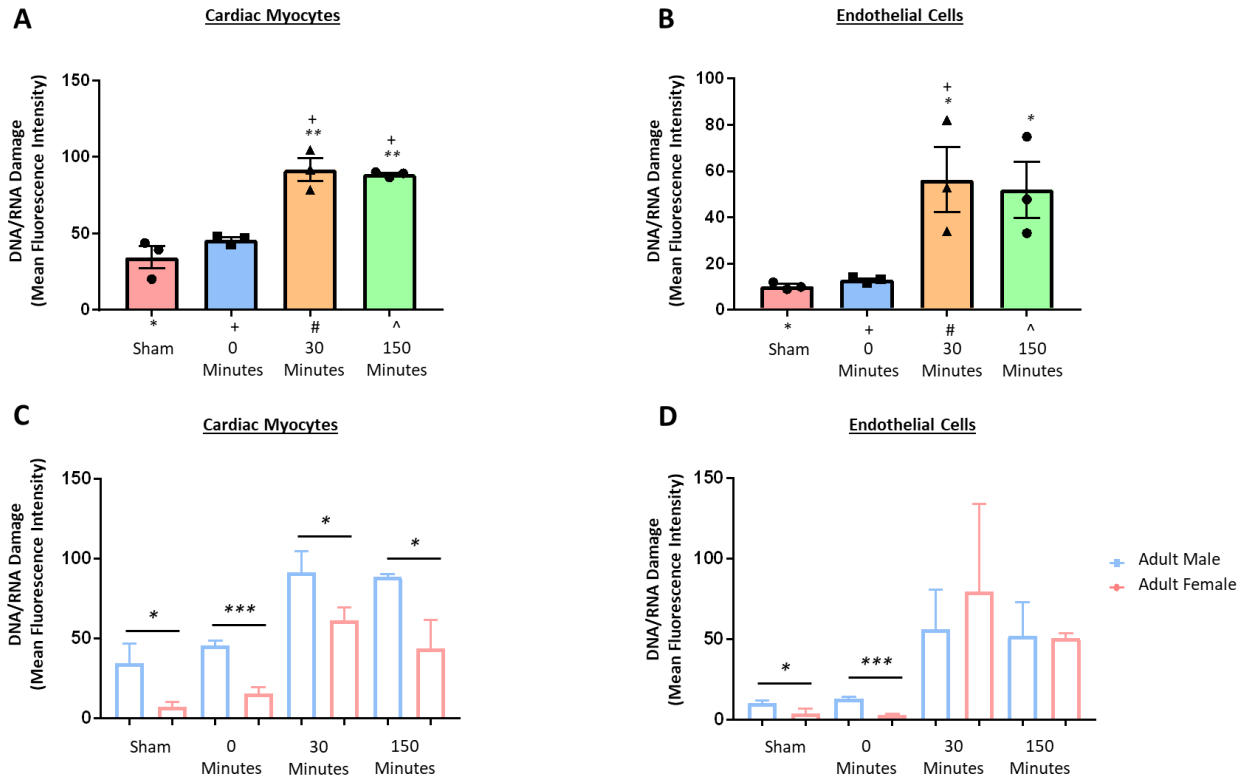 A
Cardiac Myocytes
DNA/RNA Damage
(Mean Fluorescence Intensity)
150
100
50
0
+
**
+
**
* + # ^
Sham 0 30 150
Minutes Minutes Minutes
B
Endothelial Cells
DNA/RNA Damage
(Mean Fluorescence Intensity)
100
80
60
40
20
0
+
*
*
* + # ^
Sham 0 30 150
Minutes Minutes Minutes
C
Cardiac Myocytes
DNA/RNA Damage
(Mean Fluorescence Intensity)
150
100
50
0
* *** * *
Sham 0 30 150
Minutes Minutes Minutes
D
Endothelial Cells
DNA/RNA Damage
(Mean Fluorescence Intensity)
150
100
50
0
* ***
Sham 0 30 150
Minutes Minutes Minutes
Adult Male
Adult Female